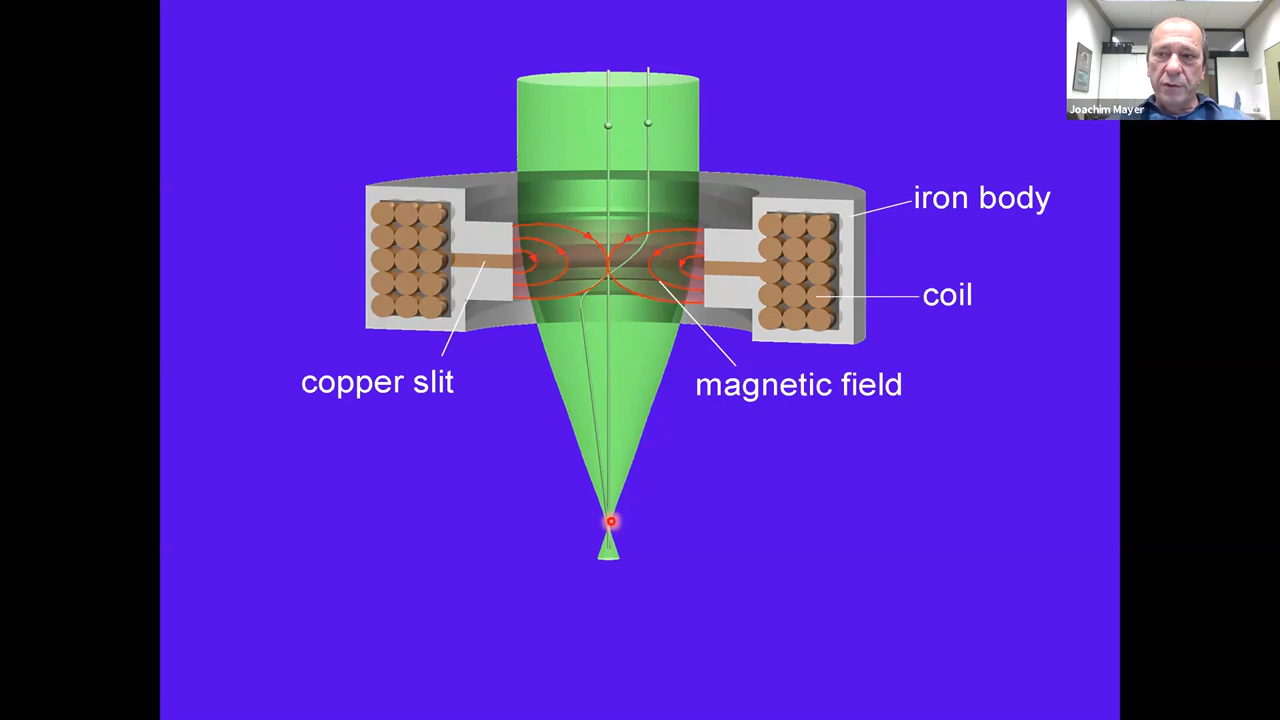 Joachim Mayer
iron body
coil
copper slit
magnetic field